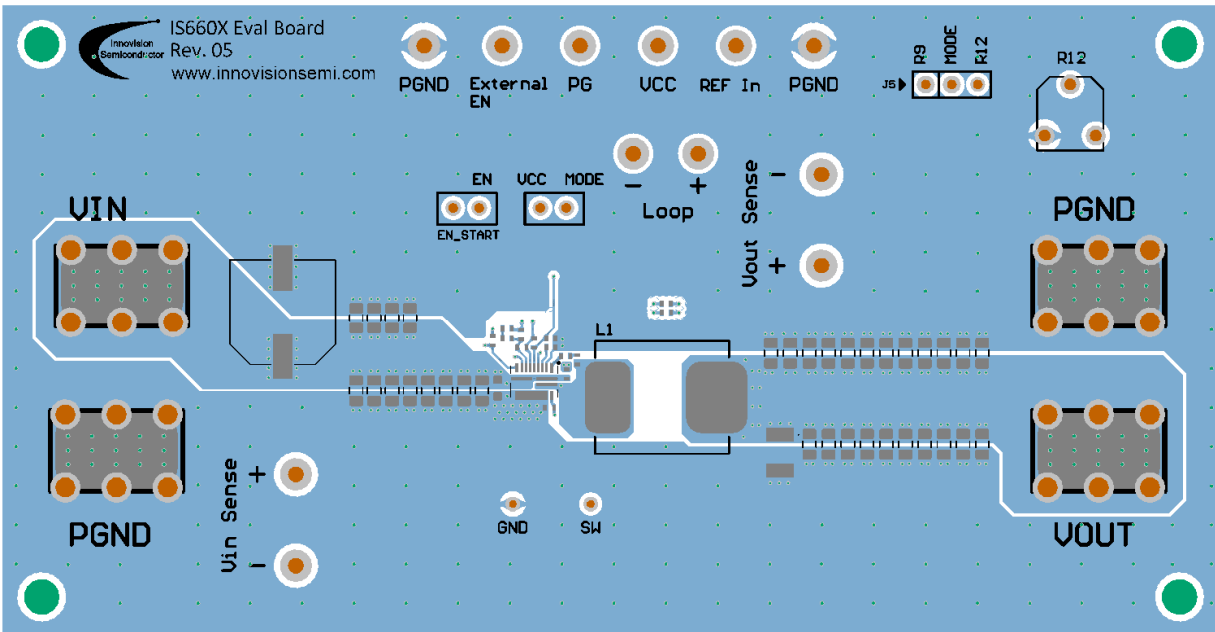 IS660X Eval Board
Innovision
Semiconductor
Rev. 05
www.innovisionsemi.com
PGND
External
EN
PG
VCC
REF In
PGND
J5
R9
MODE
R12
R12
EN
VCC
MODE
EN_START
- +
Loop
Vout Sense
- +
VIN
PGND
L1
PGND
Vin Sense
+ -
GND
SW
VOUT